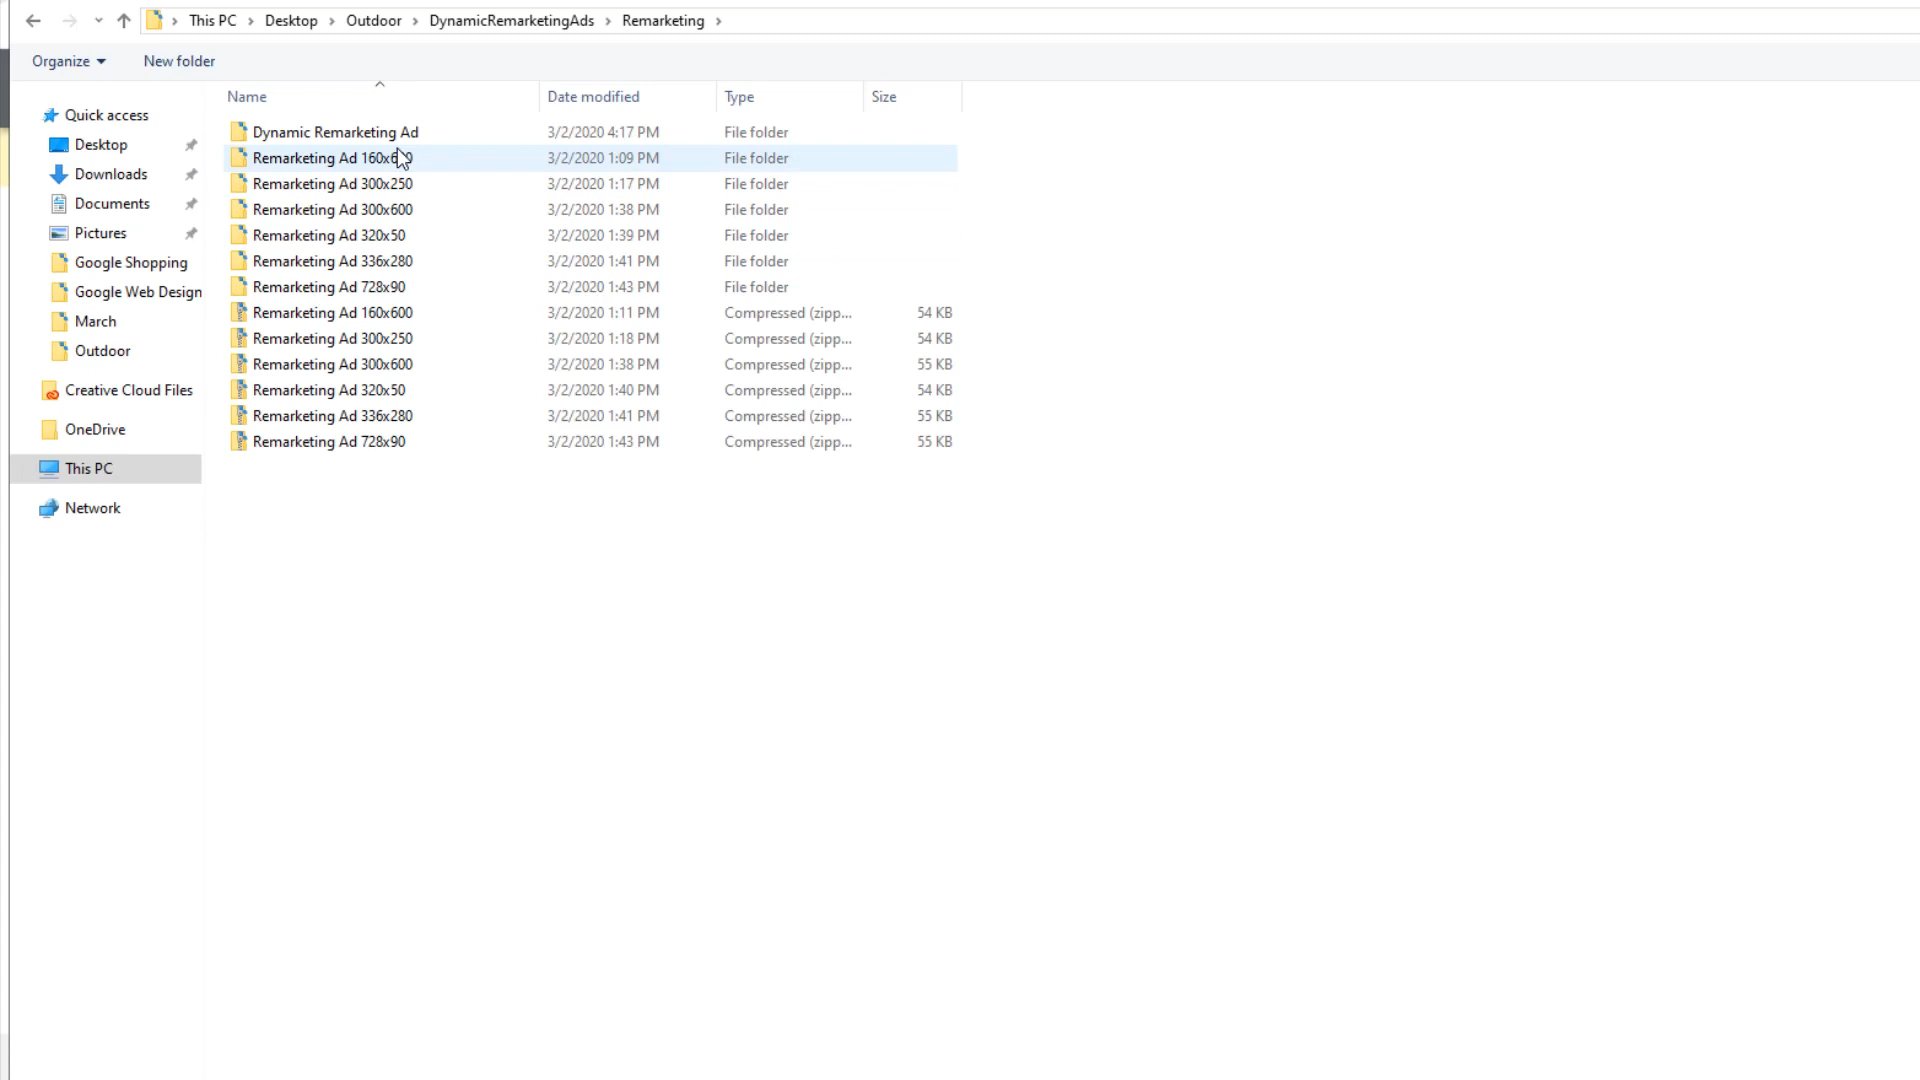 This PC > Desktop > Outdoor > DynamicRemarketingAds > Remarketing >
Organize New folder
Name Date modified Type Size
Quick access
Desktop
Downloads
Documents
Pictures
Google Shopping
Google Web Design
March
Outdoor
Creative Cloud Files
OneDrive
This PC
Network
Dynamic Remarketing Ad 3/2/2020 4:17 PM File folder
Remarketing Ad 3/2/2020 1:09 PM File folder
Remarketing Ad 300x250 3/2/2020 1:17 PM File folder
Remarketing Ad 300x600 3/2/2020 1:38 PM File folder
Remarketing Ad 320x50 3/2/2020 1:39 PM File folder
Remarketing Ad 336x280 3/2/2020 1:41 PM File folder
Remarketing Ad 728x90 3/2/2020 1:43 PM File folder
Remarketing Ad 160x600 3/2/2020 1:11 PM Compressed (zipp... 54 KB
Remarketing Ad 300x250 3/2/2020 1:18 PM Compressed (zipp... 54 KB
Remarketing Ad 300x600 3/2/2020 1:38 PM Compressed (zipp... 55 KB
Remarketing Ad 320x50 3/2/2020 1:40 PM Compressed (zipp... 54 KB
Remarketing Ad 336x280 3/2/2020 1:41 PM Compressed (zipp... 55 KB
Remarketing Ad 728x90 3/2/2020 1:43 PM Compressed (zipp... 55 KB